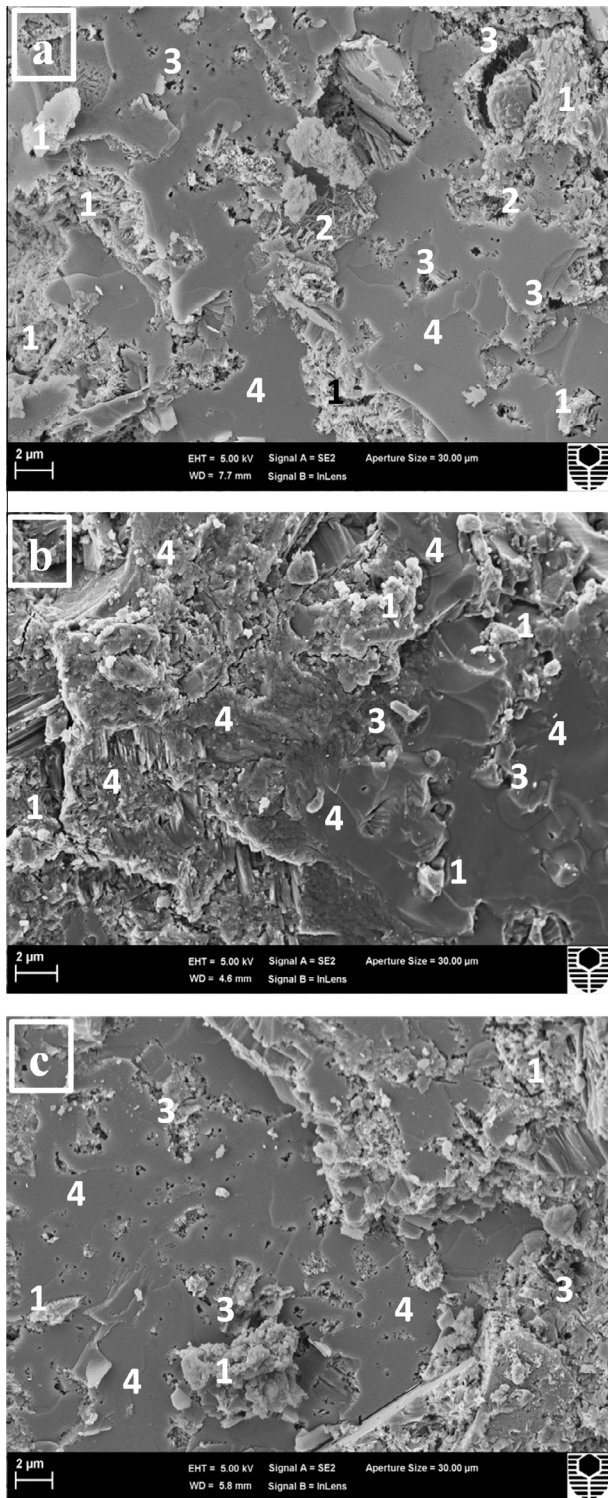 a
3
3
1
1
1
2
2
3
3
1
4
4
1
1
2 µm
EHT = 5.00 kV Signal A = SE2 Aperture Size = 30.00 µm
WD = 7.7 mm Signal B = InLens
b
4
4
1
1
4
3
4
4
3
1
4
1
2 µm
EHT = 5.00 kV Signal A = SE2 Aperture Size = 30.00 µm
WD = 4.6 mm Signal B = InLens
c
1
3
4
3
1
3
4
4
1
2 µm
EHT = 5.00 kV Signal A = SE2 Aperture Size = 30.00 µm
WD = 5.8 mm Signal B = InLens